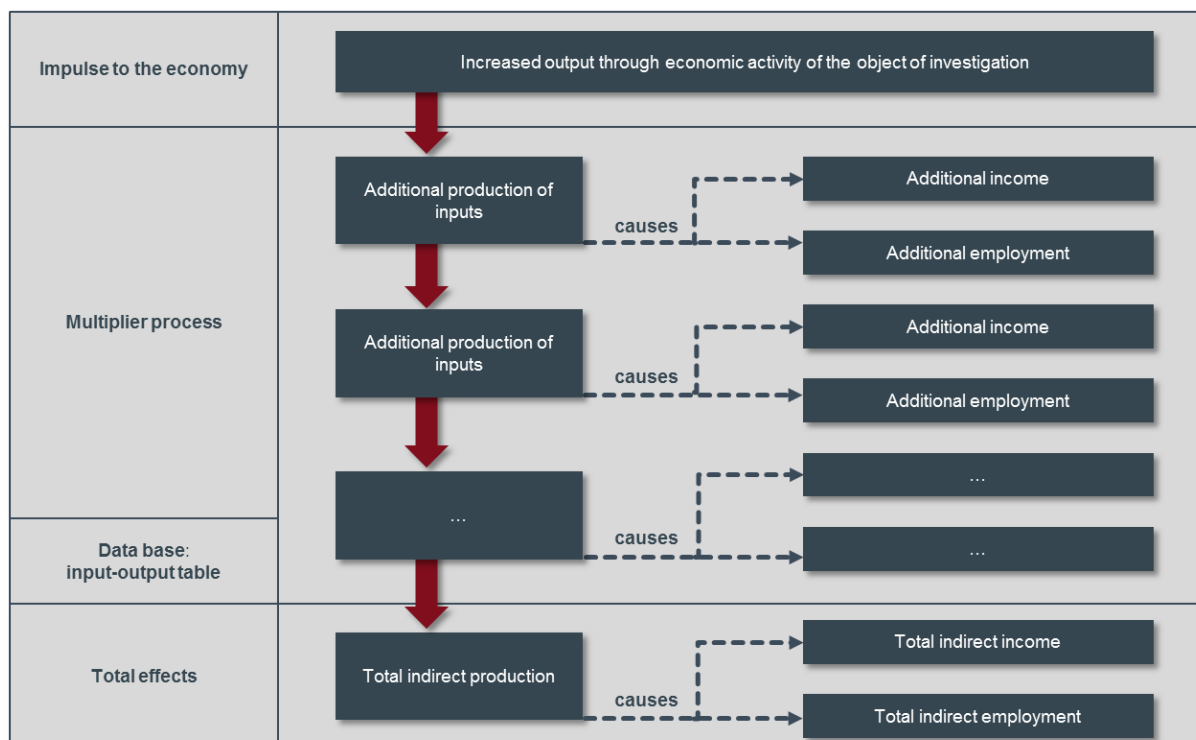 Impulse to the economy
Increased output through economic activity of the object of investigation
Multiplier process
Additional production of
inputs
causes
Additional income
Additional employment
Additional production of
inputs
causes
Additional income
Additional employment
...
causes
...
...
Data base:
input-output table
Total effects
Total indirect production
causes
Total indirect income
Total indirect employment